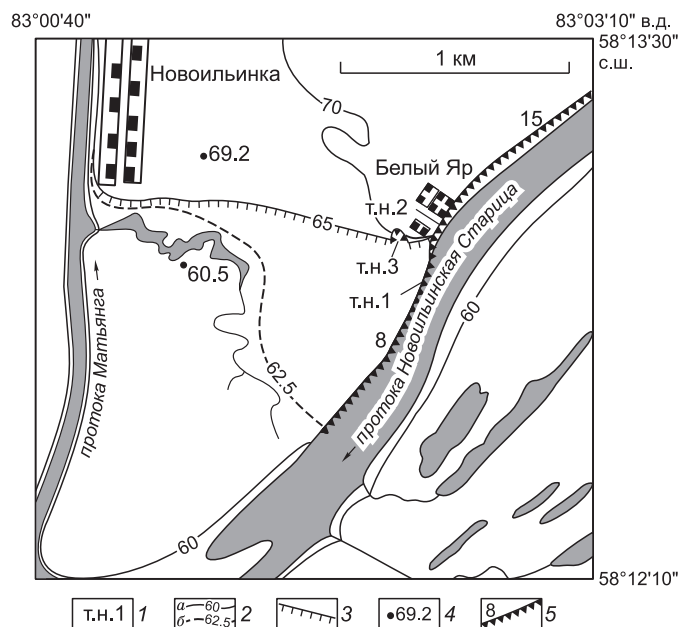 83°00'40"
83°03'10" в.д.
58°13'30"
с.ш.
1 км
Новоильинка
70
15
69.2
Белый Яр
т.н.2
65
т.н.3
60.5
т.н.1
протока Новоильинская Старица
60
8
протока Матьянга
62.5
60
58°12'10"
т.н.1 1 а 60 б 62.5 2 3 69.2 4 8 5